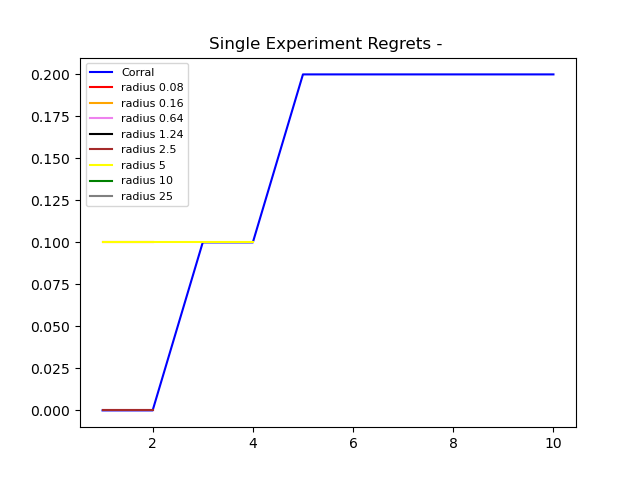 Single Experiment Regrets -
0.200
0.175
0.150
0.125
0.100
0.075
0.050
0.025
0.000
Corral
radius 0.08
radius 0.16
radius 0.64
radius 1.24
radius 2.5
radius 5
radius 10
radius 25
2 4 6 8 10